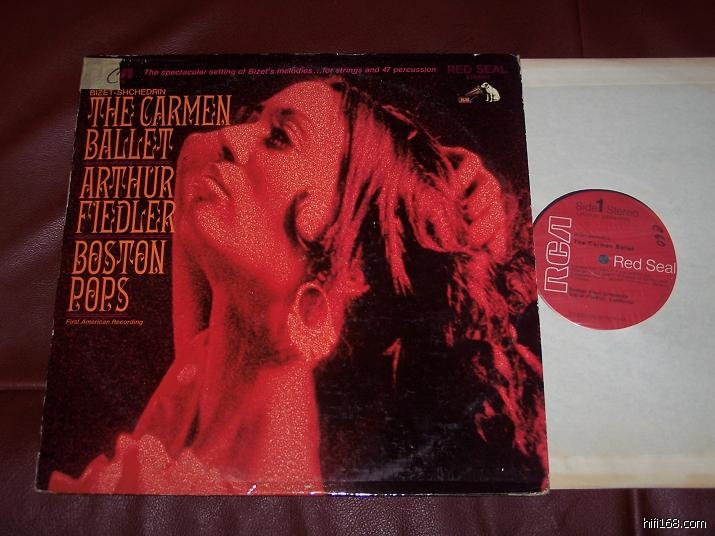 RCA The spectacular setting of Bizet's melodies...for strings and 47 percussion RED SEAL
BIZET-SHCHEDRIN
THE CARMEN
BALLET
ARTHUR
FIEDLER
BOSTON
POPS
First American Recording
Side 1 Stereo
The Carmen Ballet
RCA
Red Seal
hifi168.com